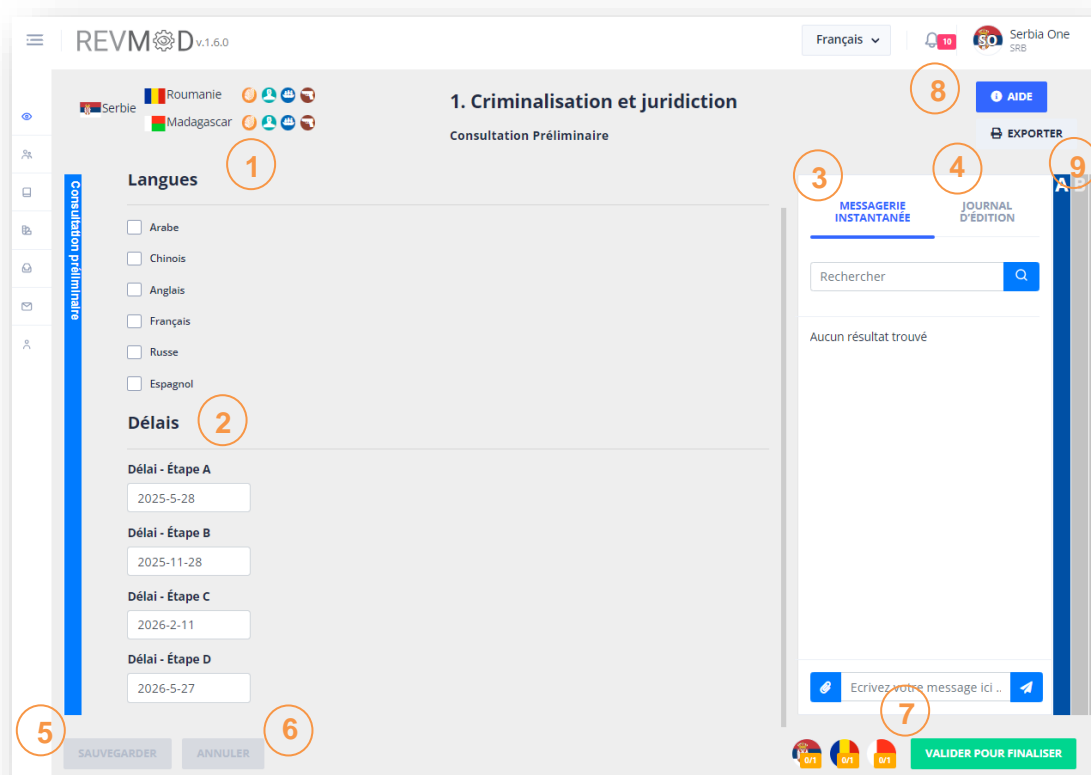 REVMOD v.1.6.0
Français
10
SO
Serbia One
SRB
Serbie
Roumanie
Madagascar
1. Criminalisation et juridiction
Consultation Préliminaire
8
AIDE
EXPORTER
1
3
4
9
Consultation préliminaire
Langues
Arabe
Chinois
Anglais
Français
Russe
Espagnol
Délais
2
Délai - Étape A
2025-5-28
Délai - Étape B
2025-11-28
Délai - Étape C
2026-2-11
Délai - Étape D
2026-5-27
MESSAGERIE
INSTANTANÉE
JOURNAL
D'ÉDITION
A
Rechercher
Aucun résultat trouvé
Ecrivez votre message ici ..
5
6
7
SAUVEGARDER
ANNULER
0/1
0/1
0/1
VALIDER POUR FINALISER